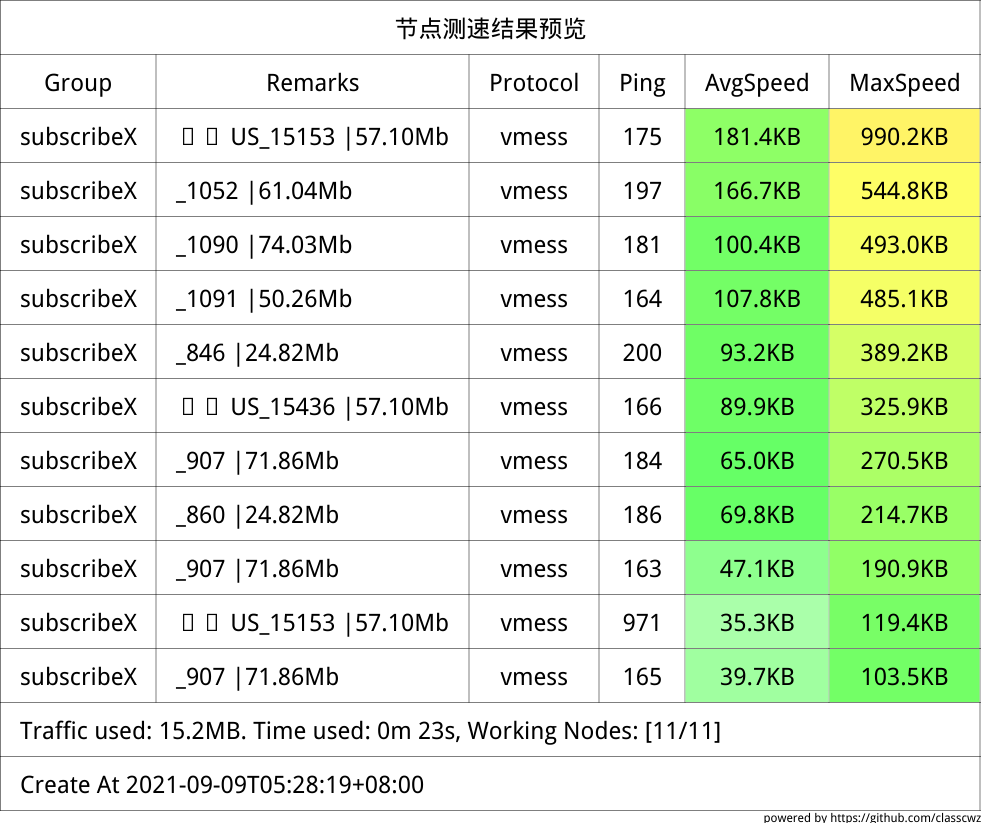 节点测速结果预览
Group Remarks Protocol Ping AvgSpeed MaxSpeed
subscribeX US_15153 |57.10Mb vmess 175 181.4KB 990.2KB
subscribeX _1052 |61.04Mb vmess 197 166.7KB 544.8KB
subscribeX _1090 |74.03Mb vmess 181 100.4KB 493.0KB
subscribeX _1091 |50.26Mb vmess 164 107.8KB 485.1KB
subscribeX _846 |24.82Mb vmess 200 93.2KB 389.2KB
subscribeX US_15436 |57.10Mb vmess 166 89.9KB 325.9KB
subscribeX _907 |71.86Mb vmess 184 65.0KB 270.5KB
subscribeX _860 |24.82Mb vmess 186 69.8KB 214.7KB
subscribeX _907 |71.86Mb vmess 163 47.1KB 190.9KB
subscribeX US_15153 |57.10Mb vmess 971 35.3KB 119.4KB
subscribeX _907 |71.86Mb vmess 165 39.7KB 103.5KB
Traffic used: 15.2MB. Time used: 0m 23s, Working Nodes: [11/11]
Create At 2021-09-09T05:28:19+08:00
powered by https://github.com/classcwz